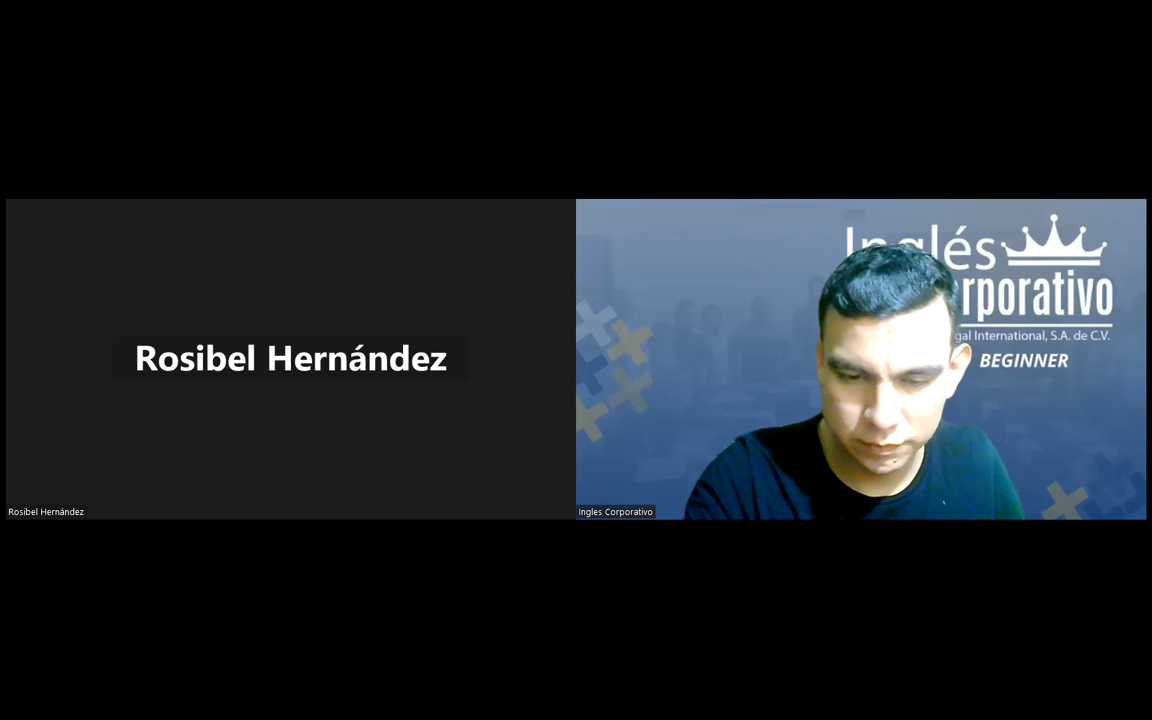 Rosibel Hernández
Rosibel Hernández
Inglés
rporativo
gal International, S.A. de C.V.
BEGINNER
Ingles Corporativo